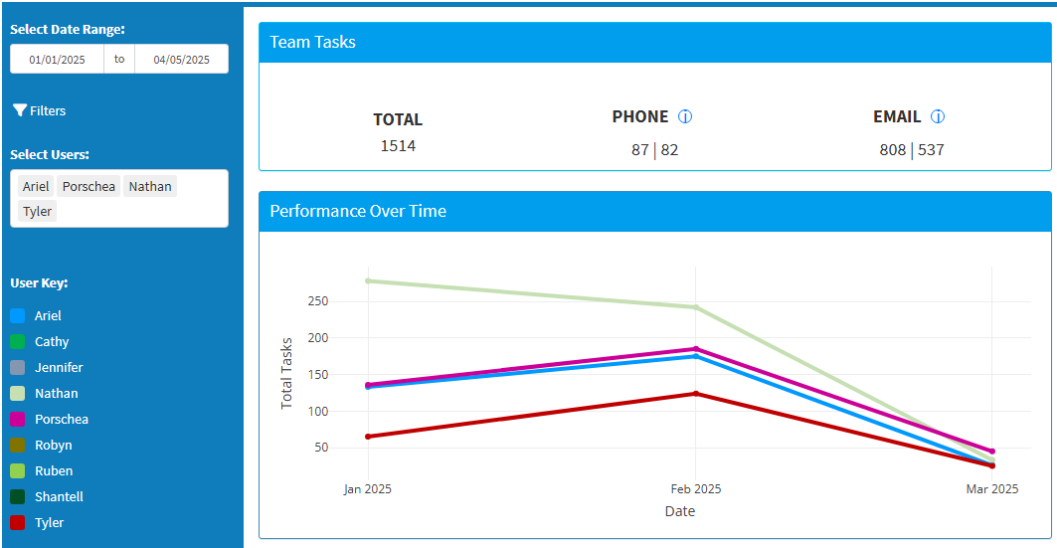 Select Date Range:
01/01/2025 to 04/05/2025
Filters
Select Users:
Ariel Porschea Nathan
Tyler
User Key:
Ariel
Cathy
Jennifer
Nathan
Porschea
Robyn
Ruben
Shantell
Tyler
Team Tasks
TOTAL
1514
PHONE
87 | 82
EMAIL
808 | 537
Performance Over Time
Total Tasks
250
200
150
100
50
Jan 2025 Feb 2025 Mar 2025
Date